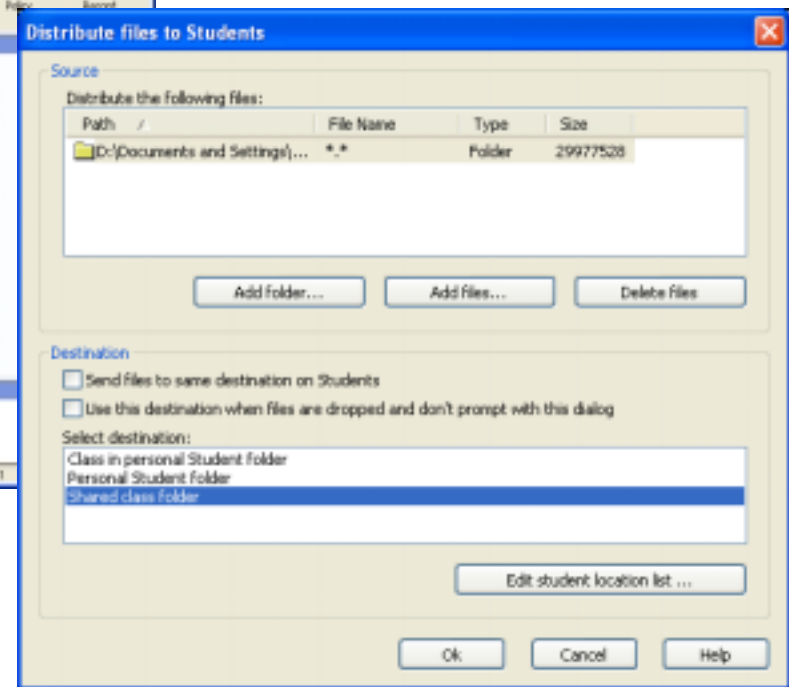 Policy Record
Distribute files to Students
Source
Distribute the following files:
Path / File Name Type Size
D:\Documents and Settings\... *.* Folder 29977528
Add folder... Add files... Delete files
Destination
Send files to same destination on Students
Use this destination when files are dropped and don't prompt with this dialog
Select destination:
Class in personal Student folder
Personal Student folder
Shared class folder
Edit student location list ...
Ok Cancel Help